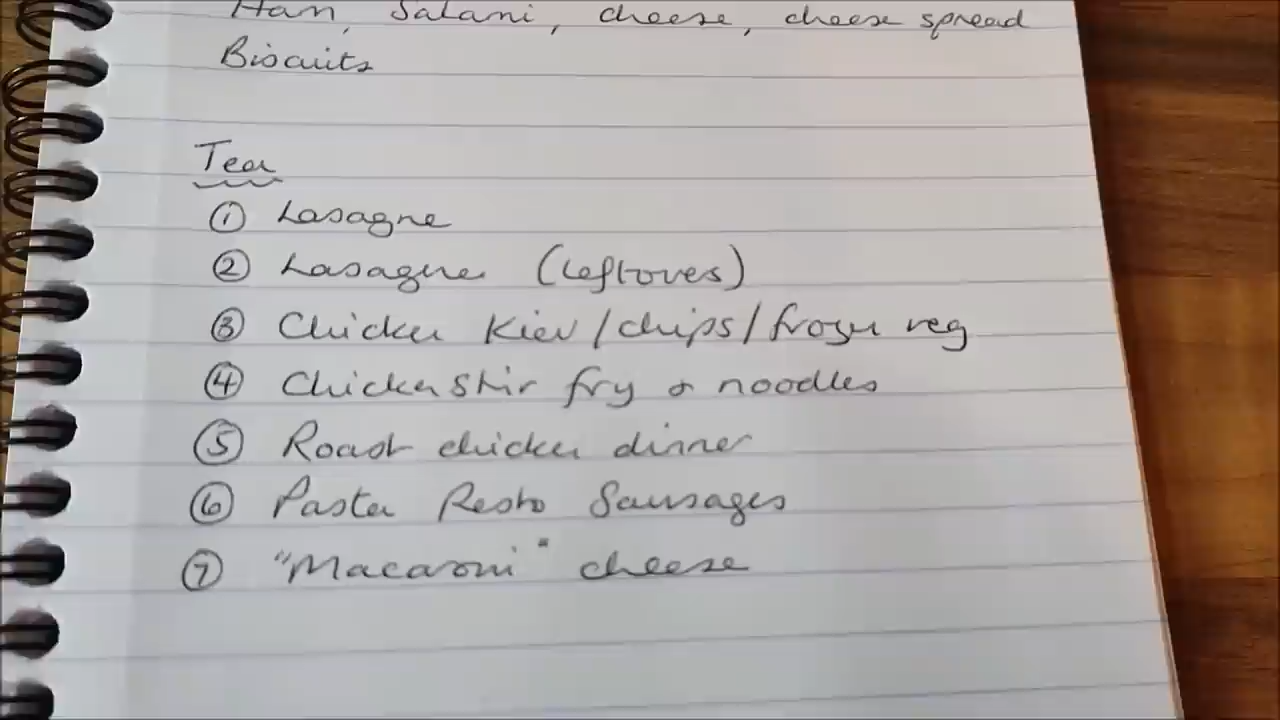 Ham, Salami, cheese, cheese spread
Biscuits
Tea
① Lasagne
② Lasagne (leftoves)
③ Chicken Kiev/chips/frozen veg
④ Chicken Stir fry & noodles
⑤ Roast chicken dinner
⑥ Pasta Pesto Sausages
⑦ "Macaroni" cheese